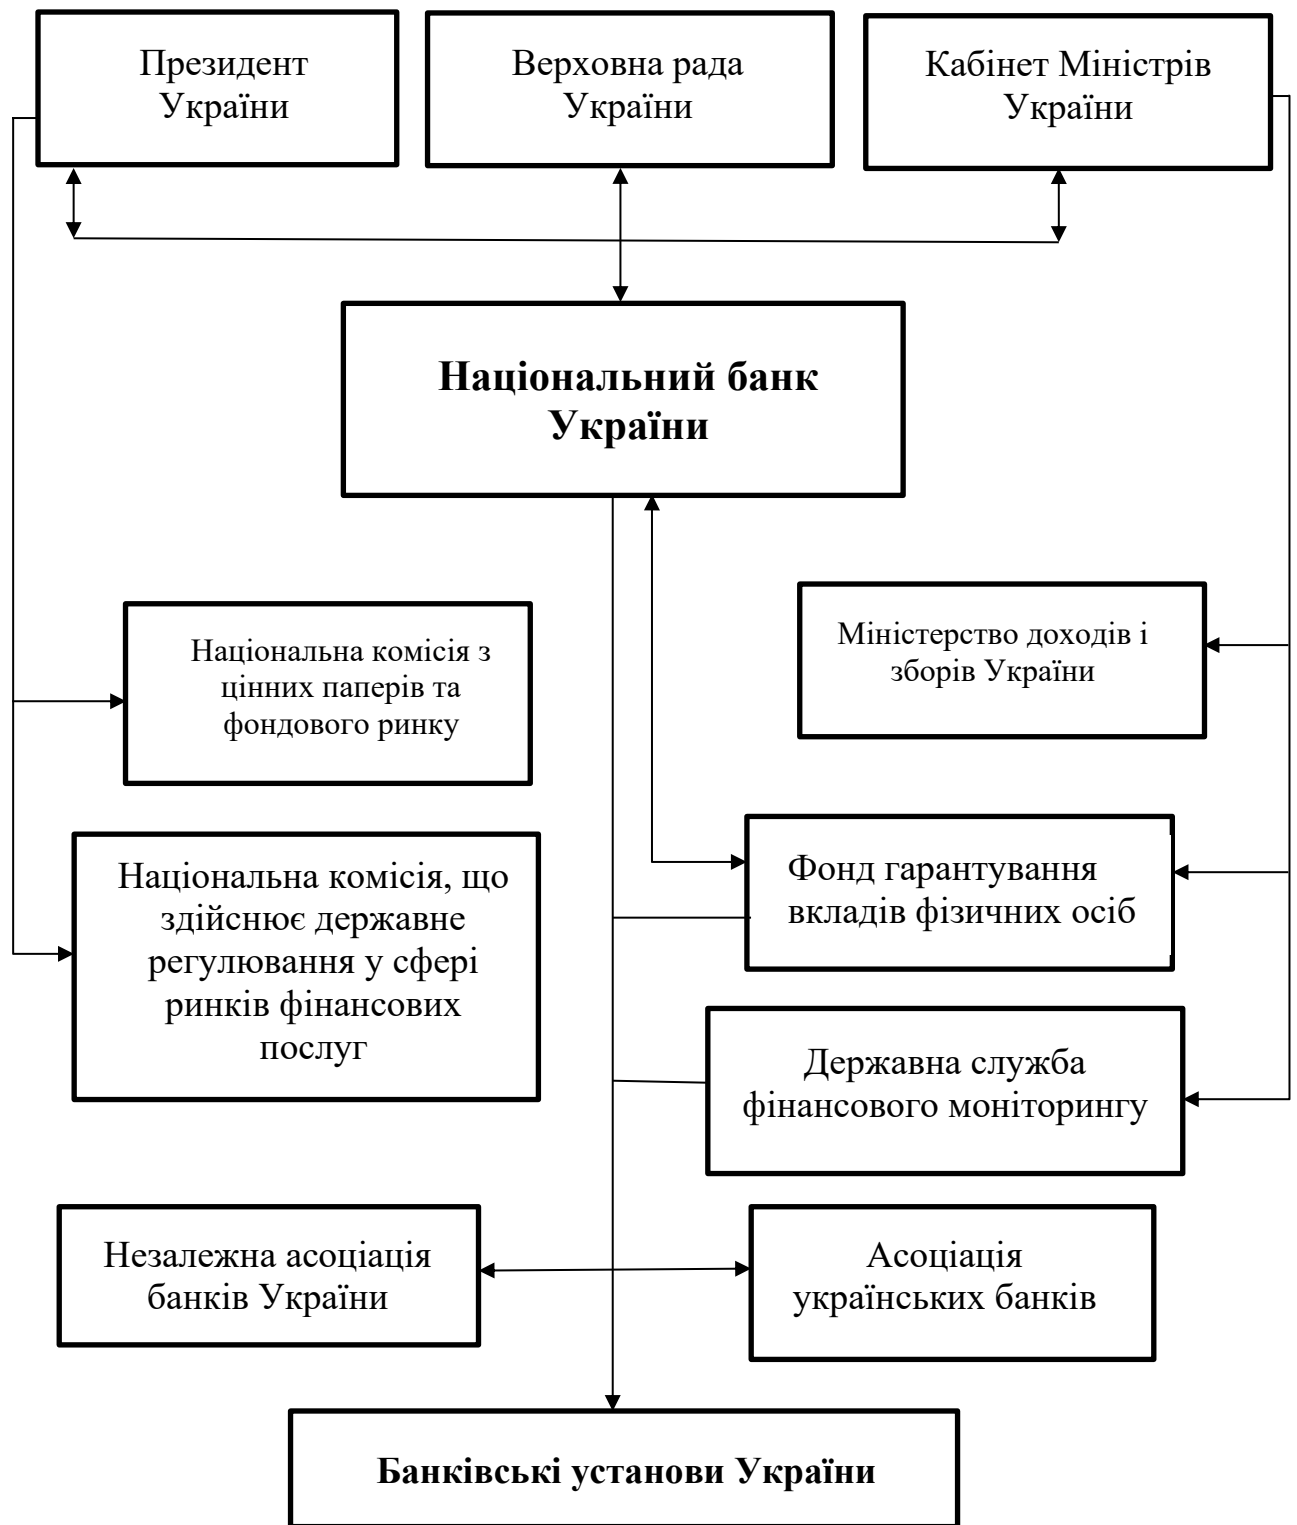 Президент
України
Верховна рада
України
Кабінет Міністрів
України
Національний банк
України
Національна комісія з
цінних паперів та
фондового ринку
Міністерство доходів і
зборів України
Національна комісія, що
здійснює державне
регулювання у сфері
ринків фінансових
послуг
Фонд гарантування
вкладів фізичних осіб
Державна служба
фінансового моніторингу
Незалежна асоціація
банків України
Асоціація
українських банків
Банківські установи України